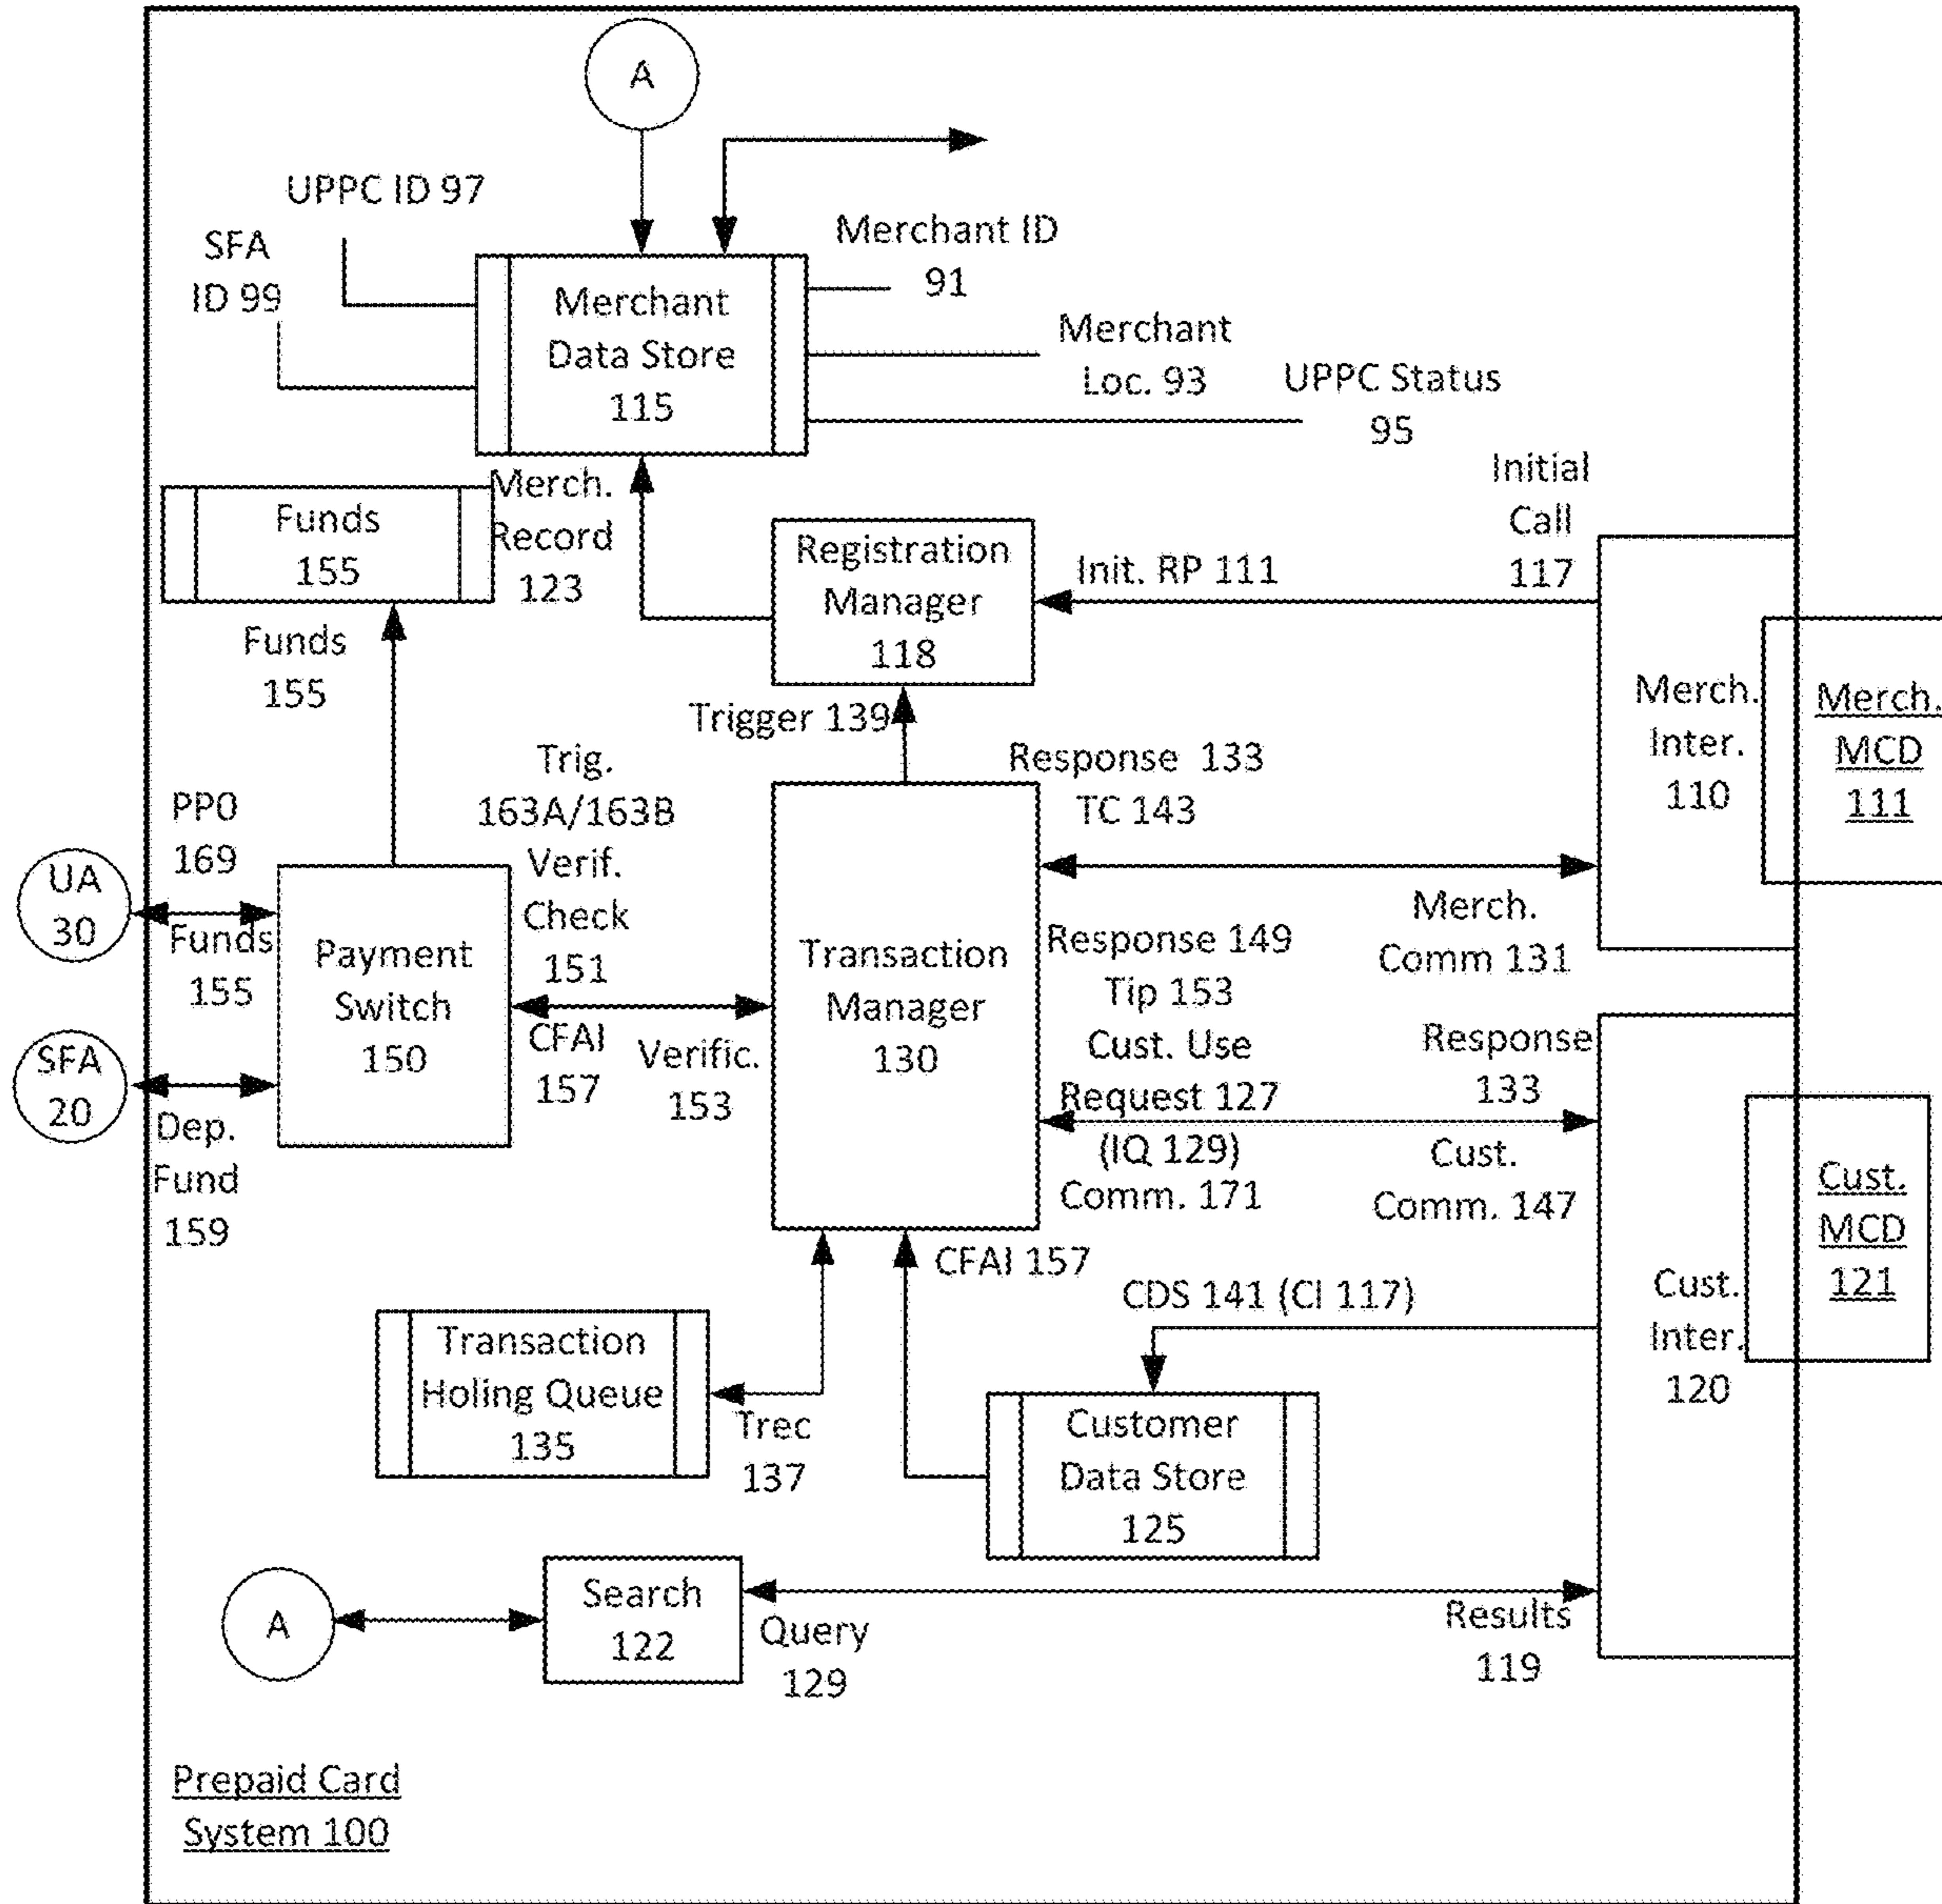 A
UPPC ID 97
SFA
ID 99
Merchant
Data Store
115
Merchant ID
91
Merchant
Loc. 93
UPPC Status
95
Funds
155
Merch.
Record
123
Registration
Manager
118
Init. RP 111
Initial
Call
117
Funds
155
Trigger 139
Merch.
Inter.
110
Merch.
MCD
111
Trig.
163A/163B
Verif.
Check
151
Response 133
TC 143
PP0
169
UA
30
Funds
155
Payment
Switch
150
Transaction
Manager
130
Merch.
Comm 131
Response 149
Tip 153
Cust. Use
Request 127
(IQ 129)
Comm. 171
Response
133
SFA
20
Dep.
Fund
159
CFAI
157
Verific.
153
Cust.
Comm. 147
Cust.
MCD
121
CFAI 157
CDS 141 (CI 117)
Cust.
Inter.
120
Transaction
Holing Queue
135
Trec
137
Customer
Data Store
125
A
Search
122
Query
129
Results
119
Prepaid Card
System 100